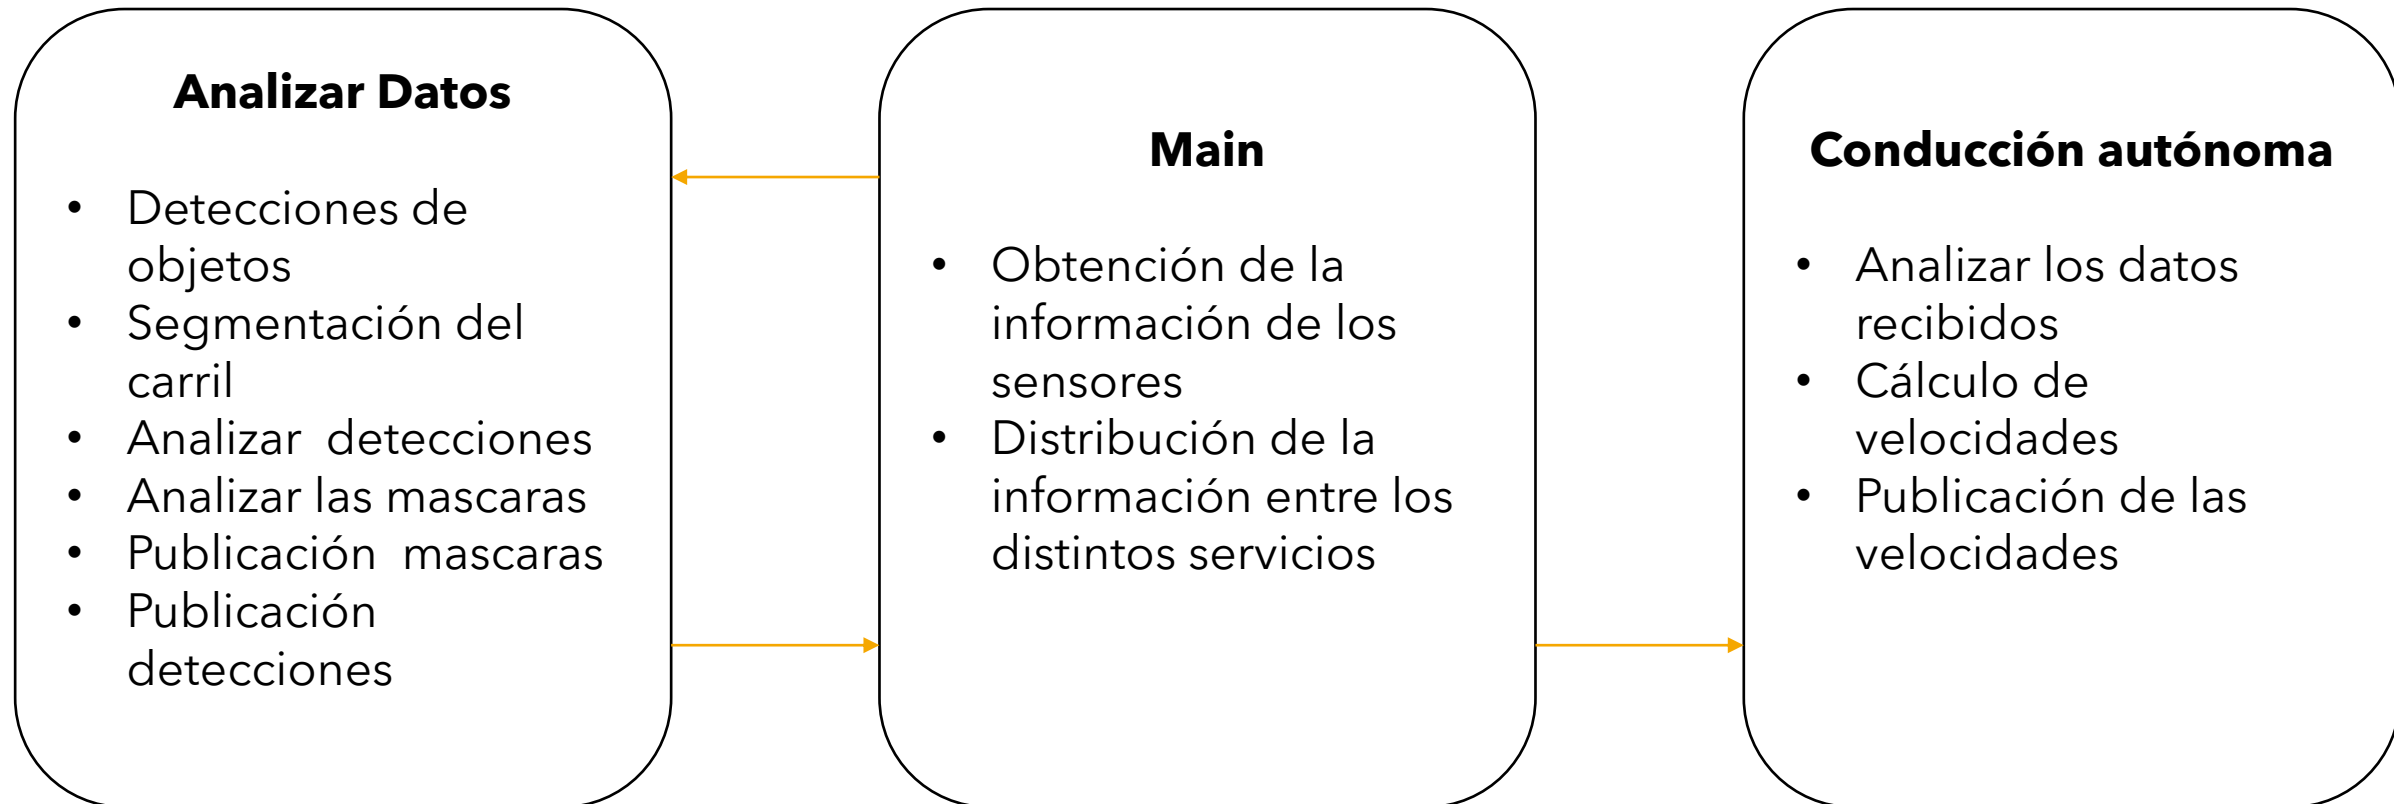 Analizar Datos
• Detecciones de
objetos
• Segmentación del
carril
• Analizar  detecciones
• Analizar las mascaras
• Publicación  mascaras
• Publicación
detecciones
Main
• Obtención de la
información de los
sensores
• Distribución de la
información entre los
distintos servicios
Conducción autónoma
• Analizar los datos
recibidos
• Cálculo de
velocidades
• Publicación de las
velocidades